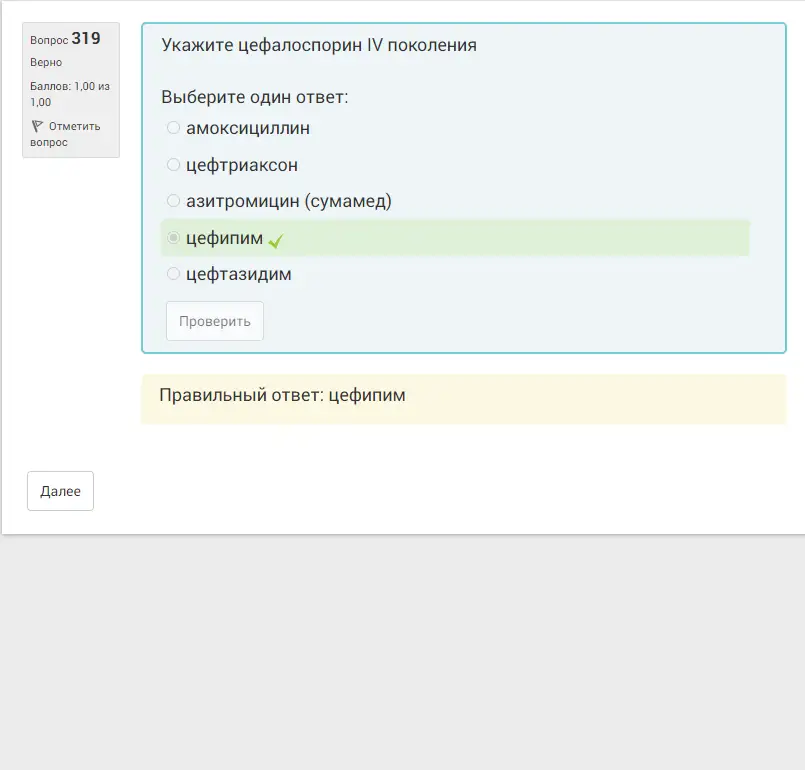 Вопрос 319
Верно
Баллов: 1,00 из
1,00
Отметить
вопрос
Укажите цефалоспорин IV поколения
Выберите один ответ:
амоксициллин
цефтриаксон
азитромицин (сумамед)
цефипим
цефтазидим
Проверить
Правильный ответ: цефипим
Далее